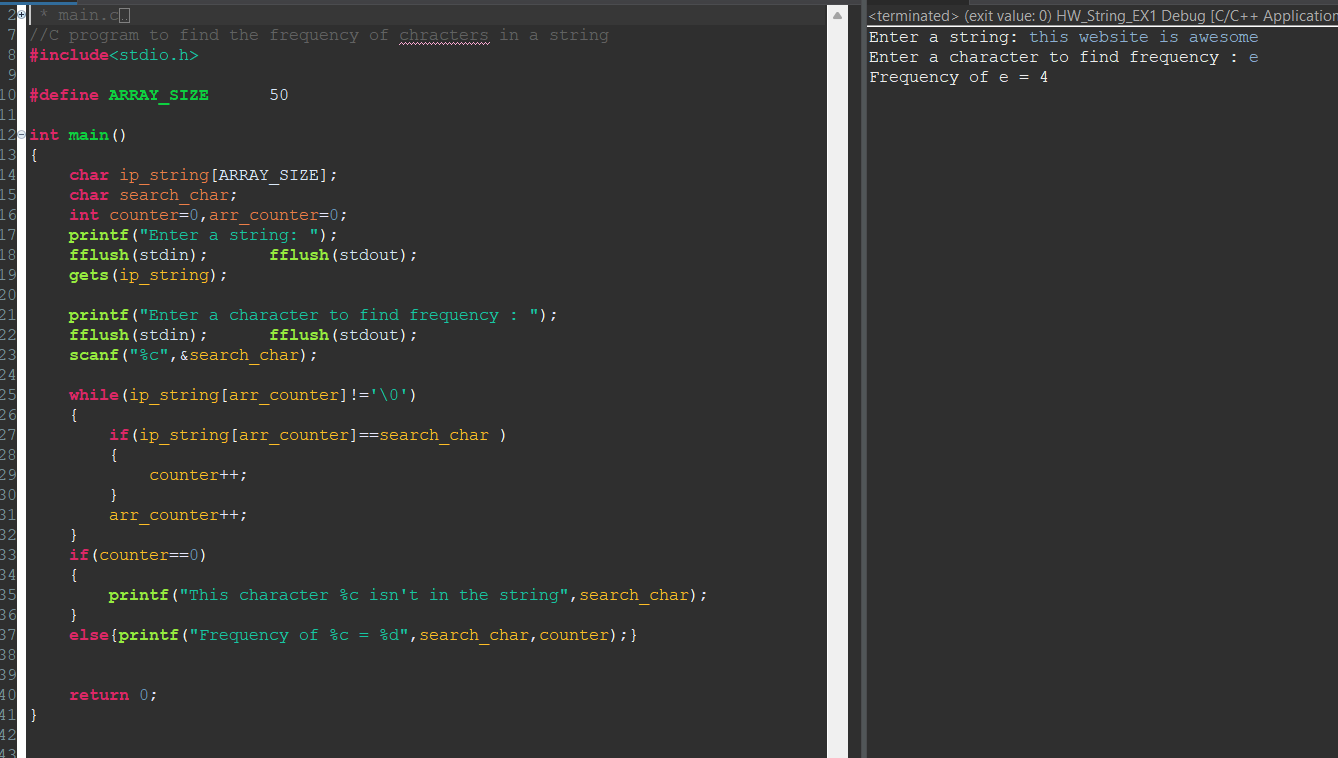 2 * main.c
7 //C program to find the frequency of chracters in a string
8 #include<stdio.h>
9
10 #define ARRAY_SIZE      50
11
12 int main()
13 {
14     char ip_string[ARRAY_SIZE];
15     char search_char;
16     int counter=0,arr_counter=0;
17     printf("Enter a string: ");
18     fflush(stdin);      fflush(stdout);
19     gets(ip_string);
20
21     printf("Enter a character to find frequency : ");
22     fflush(stdin);      fflush(stdout);
23     scanf("%c",&search_char);
24
25     while(ip_string[arr_counter]!='\0')
26     {
27         if(ip_string[arr_counter]==search_char )
28         {
29             counter++;
30         }
31         arr_counter++;
32     }
33     if(counter==0)
34     {
35         printf("This character %c isn't in the string",search_char);
36     }
37     else{printf("Frequency of %c = %d",search_char,counter);}
38
39
40     return 0;
41 }
42
43
<terminated> (exit value: 0) HW_String_EX1 Debug [C/C++ Application
Enter a string: this website is awesome
Enter a character to find frequency : e
Frequency of e = 4